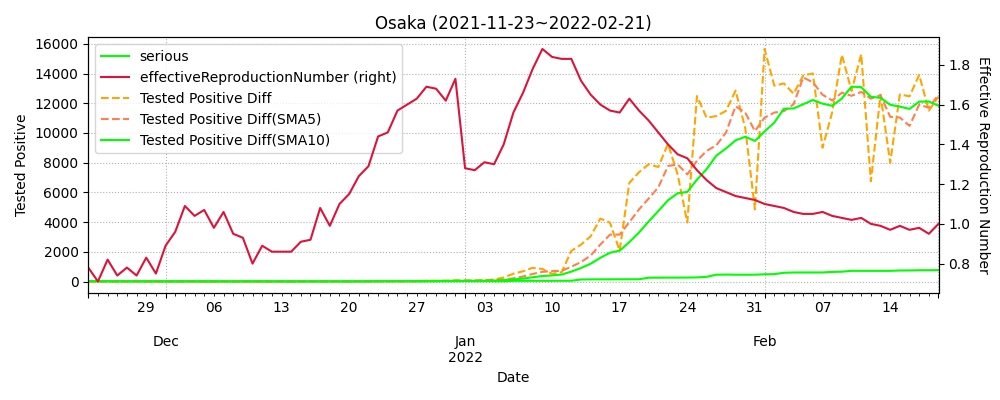 Osaka (2021-11-23~2022-02-21)
serious
effectiveReproductionNumber (right)
Tested Positive Diff
Tested Positive Diff(SMA5)
Tested Positive Diff(SMA10)
Tested Positive
16000
14000
12000
10000
8000
6000
4000
2000
0
Effective Reproduction Number
1.8
1.6
1.4
1.2
1.0
0.8
29 06 13 20 27 03 10 17 24 31 07 14
Dec Jan Feb
2022
Date